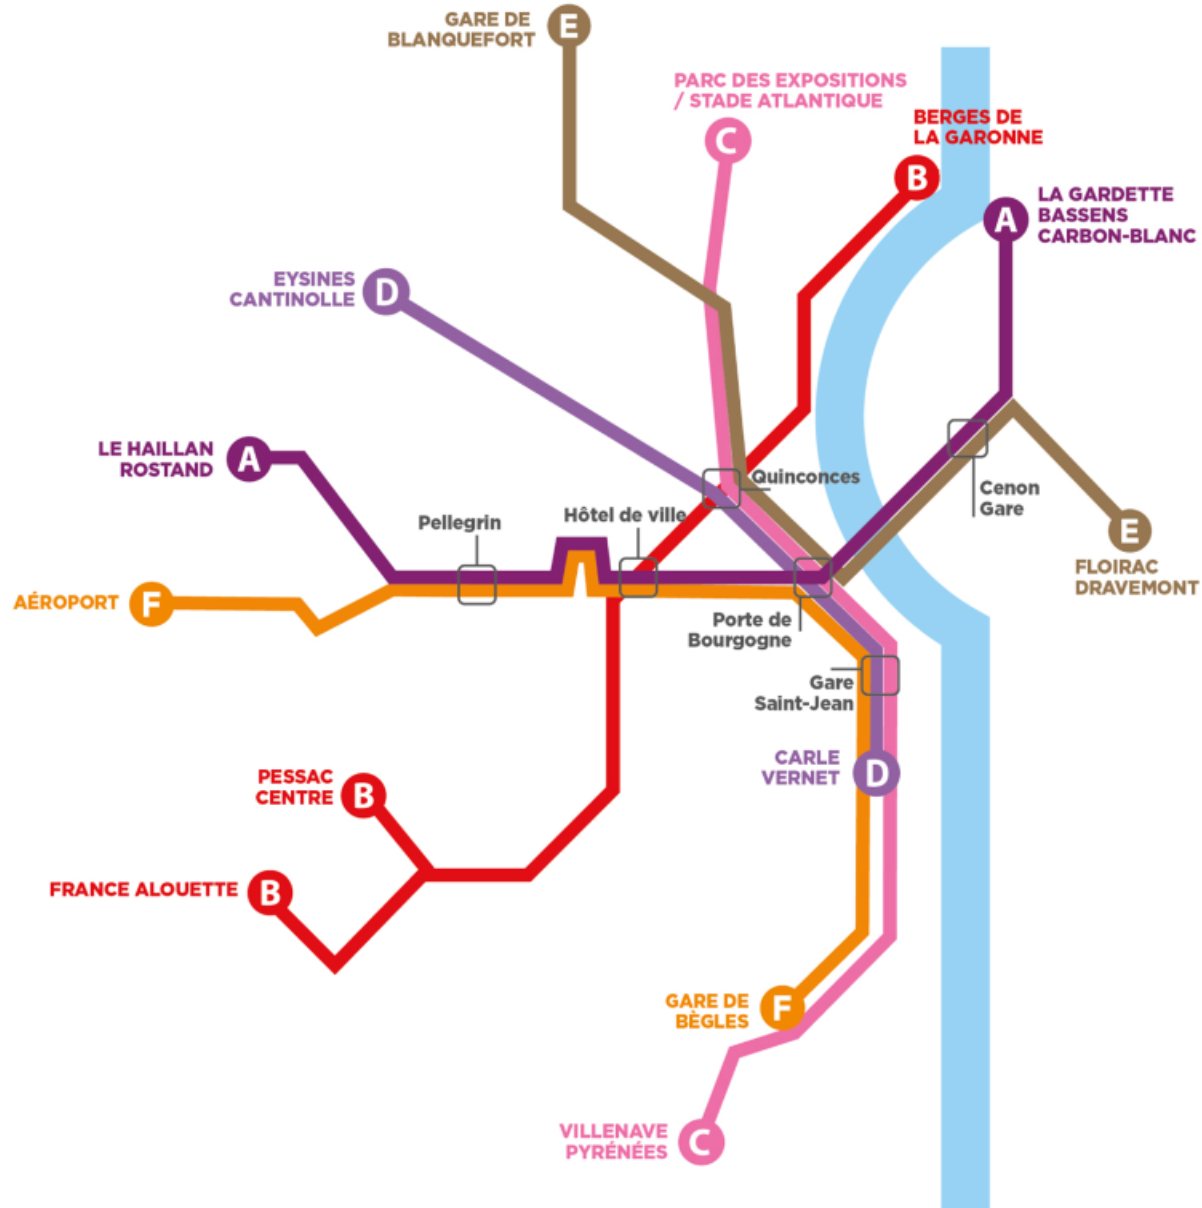 GARE DE
BLANQUEFORT
E
PARC DES EXPOSITIONS
/ STADE ATLANTIQUE
C
BERGES DE
LA GARONNE
B
LA GARDETTE
BASSENS
CARBON-BLANC
A
EYSINES
CANTINOLLE
D
LE HAILLAN
ROSTAND
A
Pellegrin
Hôtel de ville
Quinconces
Cenon
Gare
E
FLOIRAC
DRAVEMONT
AÉROPORT
F
Porte de
Bourgogne
Gare
Saint-Jean
CARLE
VERNET
D
PESSAC
CENTRE
B
FRANCE ALOUETTE
B
GARE DE
BÈGLES
F
VILLENAVE
PYRÉNÉES
C